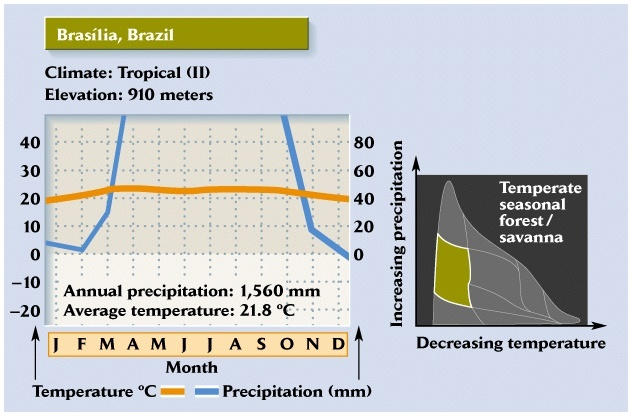 Brasília, Brazil
Climate: Tropical (II)
Elevation: 910 meters
40
30
20
10
0
−10
−20
80
60
40
20
0
Annual precipitation: 1,560 mm
Average temperature: 21.8 ºC
J F M A M J J A S O N D
Month
Temperature ºC
Precipitation (mm)
Increasing precipitation
Temperate
seasonal
forest/
savanna
Decreasing temperature